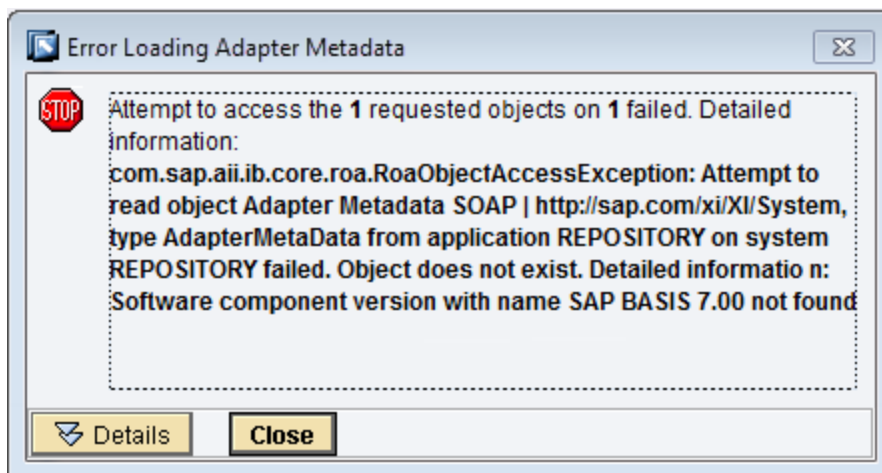 Error Loading Adapter Metadata
STOP
Attempt to access the 1 requested objects on 1 failed. Detailed
information:
com.sap.aii.ib.core.roa.RoaObjectAccessException: Attempt to
read object Adapter Metadata SOAP | http://sap.com/xi/XI/System,
type AdapterMetaData from application REPOSITORY on system
REPOSITORY failed. Object does not exist. Detailed informatio n:
Software component version with name SAP BASIS 7.00 not found
Details
Close